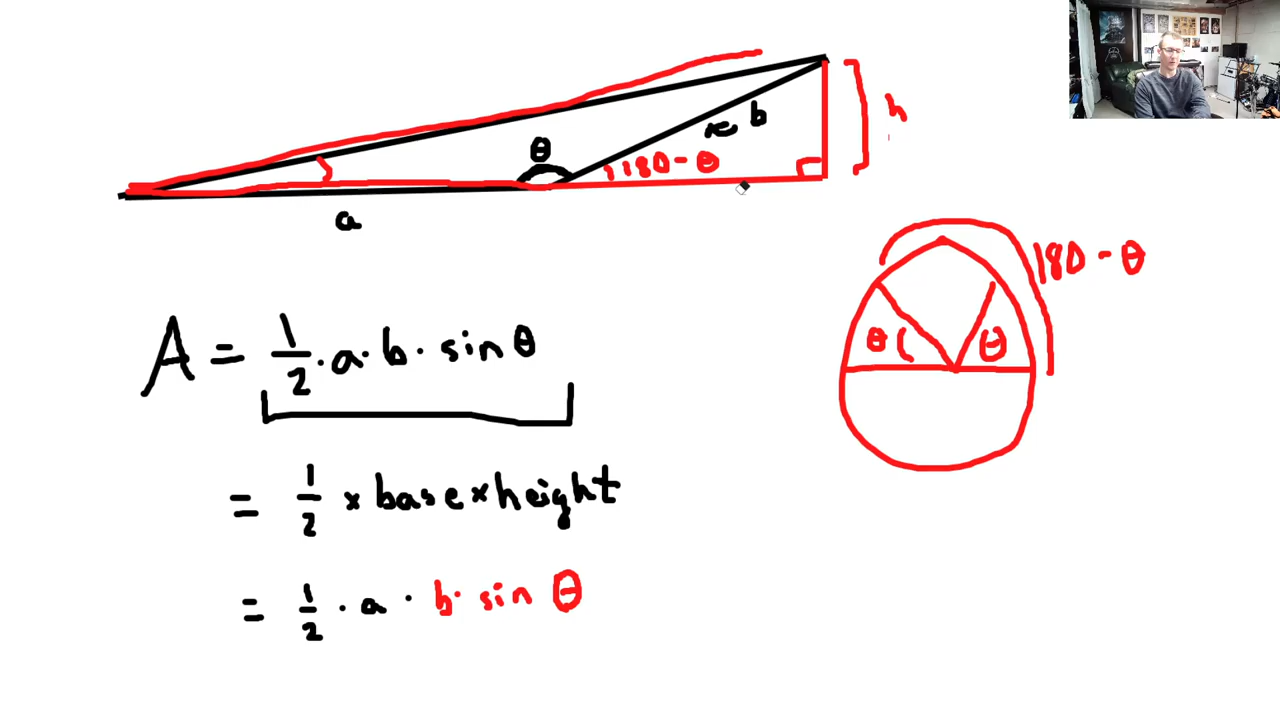 h
b
θ
180 - θ
a
180 - θ
θ
θ
A = 1/2 · a · b · sin θ
= 1/2 × base × height
= 1/2 · a · b · sin θ